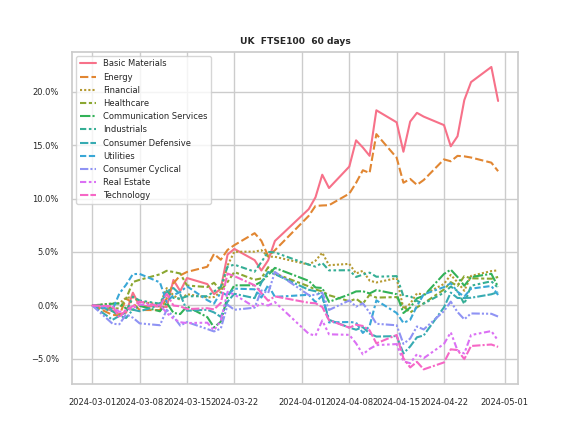 UK FTSE100 60 days
Basic Materials
Energy
Financial
Healthcare
Communication Services
Industrials
Consumer Defensive
Utilities
Consumer Cyclical
Real Estate
Technology
20.0%
15.0%
10.0%
5.0%
0.0%
−5.0%
2024-03-01 2024-03-08 2024-03-15 2024-03-22 2024-04-01 2024-04-08 2024-04-15 2024-04-22 2024-05-01